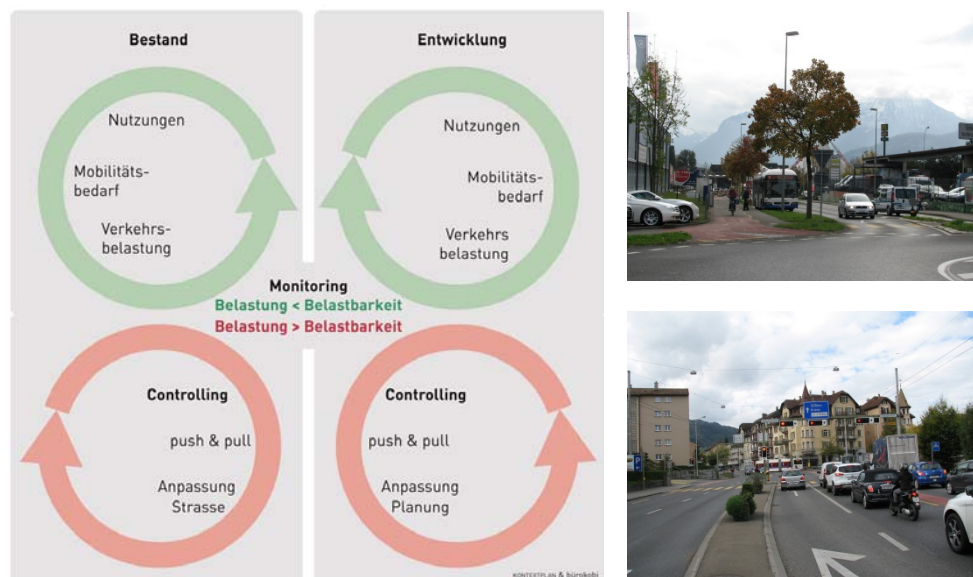 Bestand
Nutzungen
Mobilitäts-
bedarf
Verkehrs-
belastung
Entwicklung
Nutzungen
Mobilitäts-
bedarf
Verkehrs
belastung
Monitoring
Belastung < Belastbarkeit
Belastung > Belastbarkeit
Controlling
push & pull
Anpassung
Strasse
Controlling
push & pull
Anpassung
Planung
KONTEXTPLAN & bürokobi
P